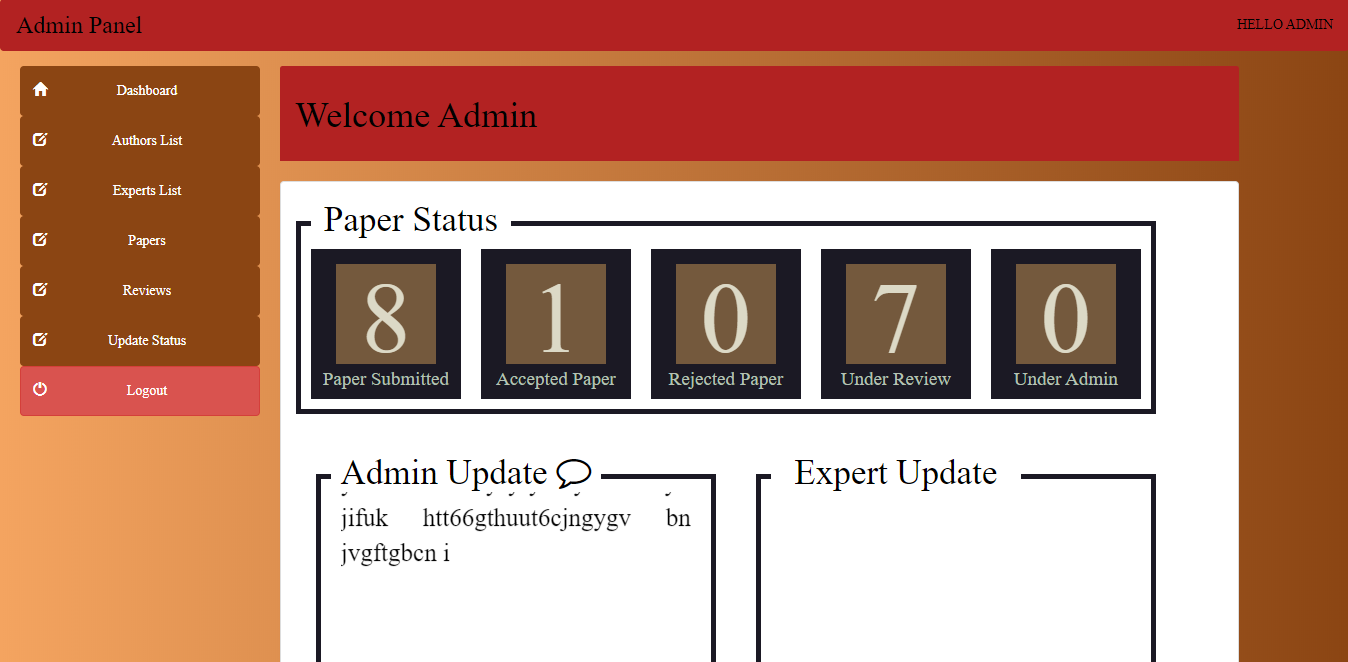 Admin Panel
HELLO ADMIN
Dashboard
Authors List
Experts List
Papers
Reviews
Update Status
Logout
Welcome Admin
Paper Status
8
Paper Submitted
1
Accepted Paper
0
Rejected Paper
7
Under Review
0
Under Admin
Admin Update
jifuk htt66gthuut6cjngygv bn
jvgftgbcn i
Expert Update